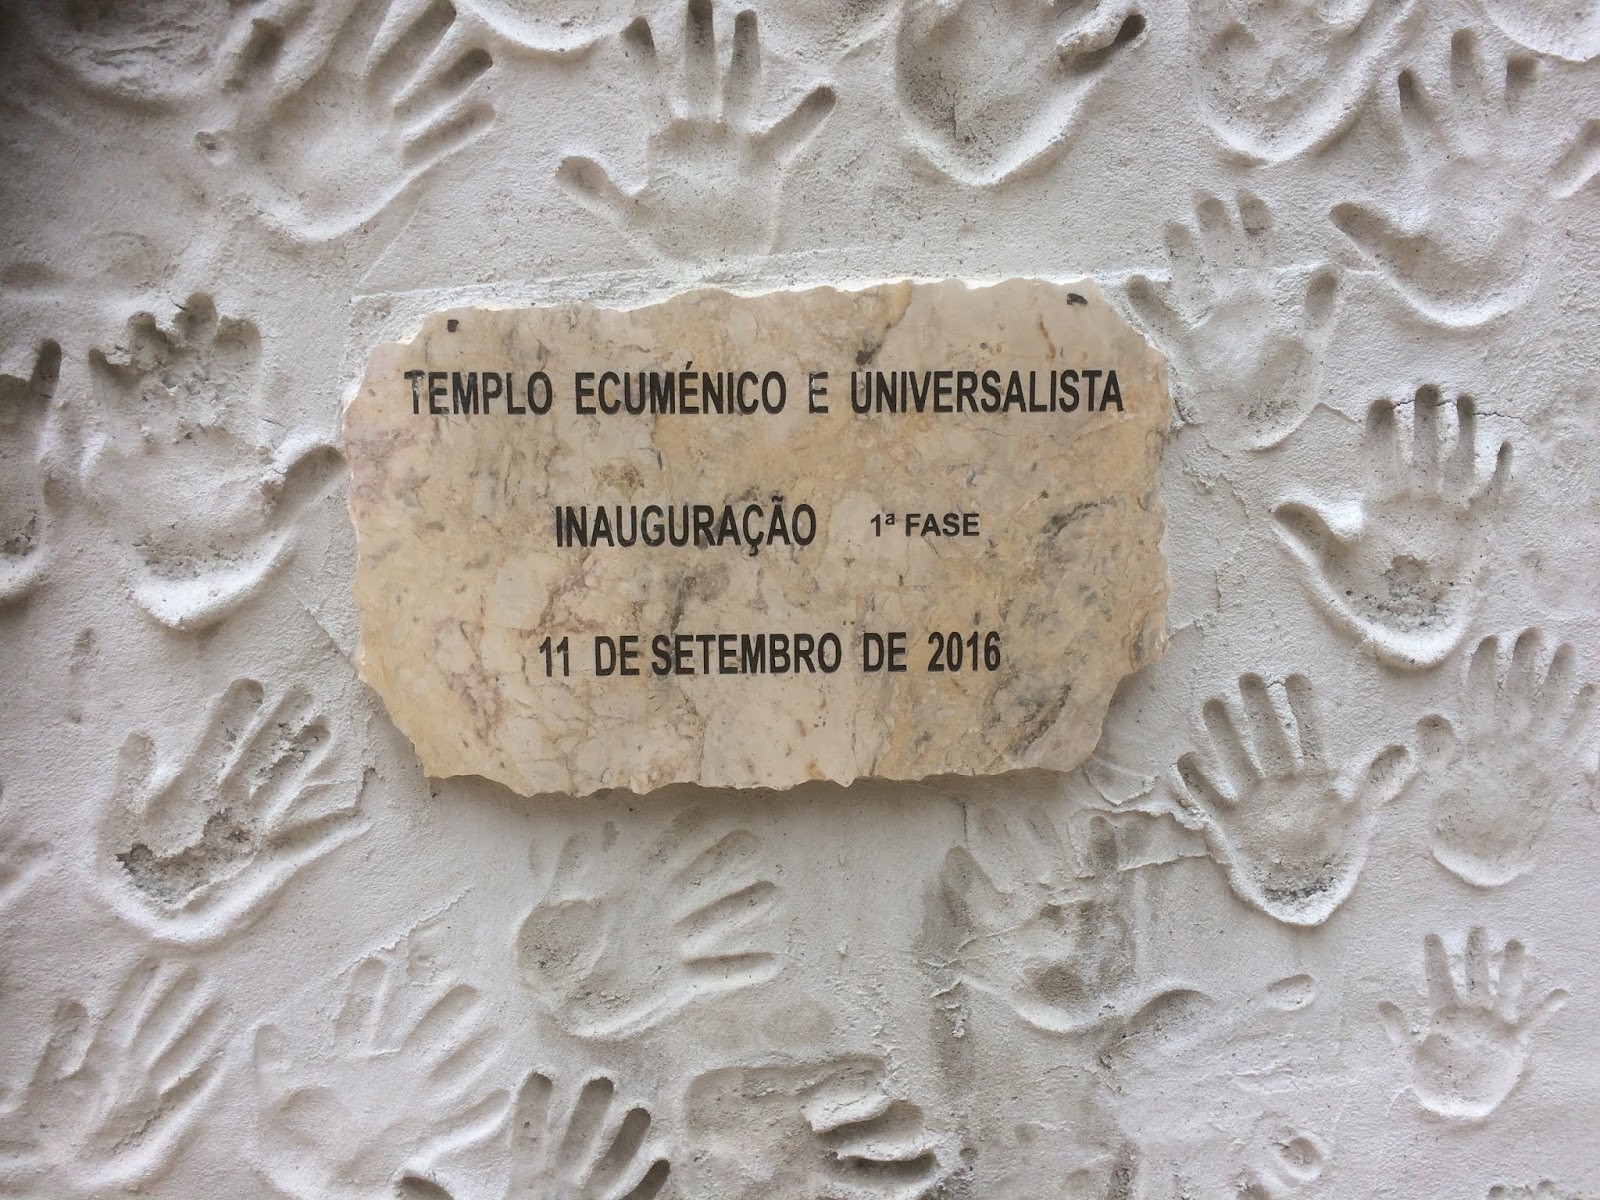 TEMPLO ECUMÉNICO E UNIVERSALISTA
INAUGURAÇÃO 1ª FASE
11 DE SETEMBRO DE 2016